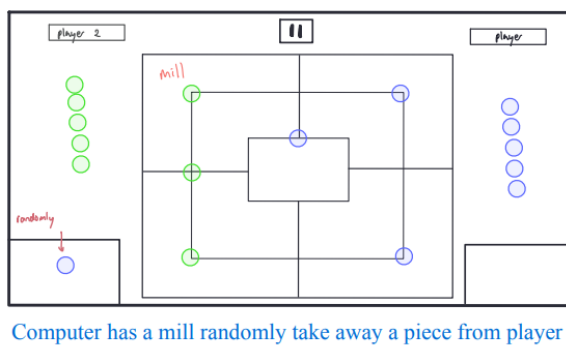 player 2
player
mill
randomly
Computer has a mill randomly take away a piece from player